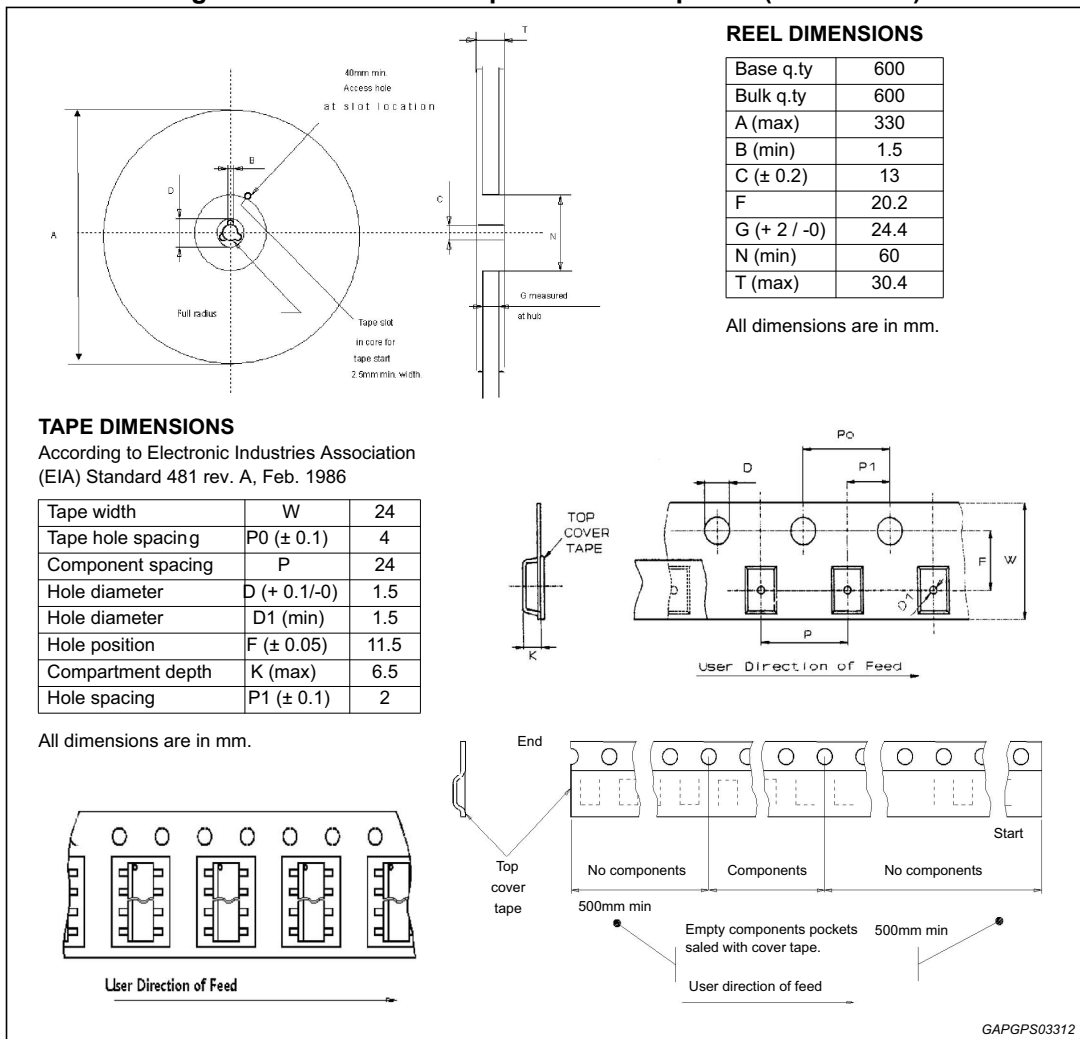 REEL DIMENSIONS
Base q.ty 600
Bulk q.ty 600
A (max) 330
B (min) 1.5
C (± 0.2) 13
F 20.2
G (+ 2 / -0) 24.4
N (min) 60
T (max) 30.4
All dimensions are in mm.
T
40mm min.
Access hole
at slot location
B
D
C
A
N
G measured
at hub
Full radius
Tape slot
in core for
tape start
2.5mm min. width.
TAPE DIMENSIONS
According to Electronic Industries Association
(EIA) Standard 481 rev. A, Feb. 1986
Tape width W 24
Tape hole spacing P0 (± 0.1) 4
Component spacing P 24
Hole diameter D (+ 0.1/-0) 1.5
Hole diameter D1 (min) 1.5
Hole position F (± 0.05) 11.5
Compartment depth K (max) 6.5
Hole spacing P1 (± 0.1) 2
All dimensions are in mm.
Po
D
P1
TOP
COVER
TAPE
F
W
D1
K
P
User Direction of Feed
End
Start
Top
cover
tape
No components
Components
No components
500mm min
Empty components pockets
saled with cover tape.
500mm min
User direction of feed
User Direction of Feed
GAPGPS03312